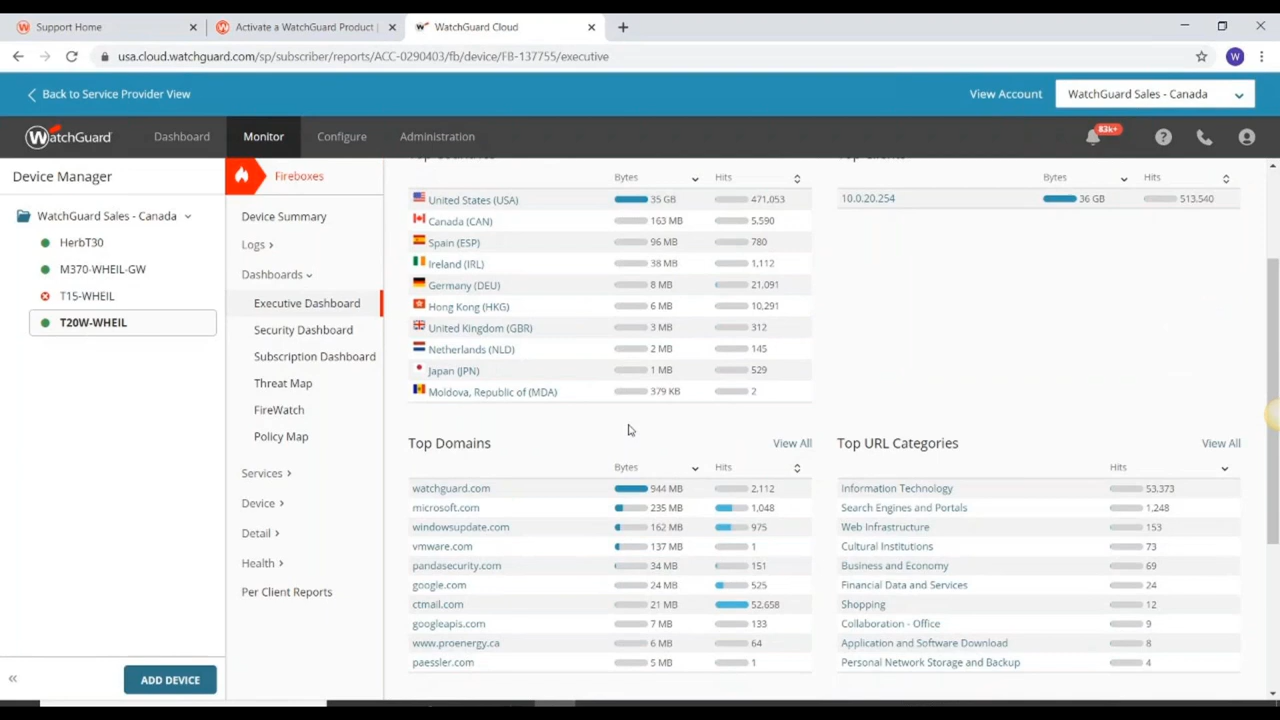 Support Home
Activate a WatchGuard Product
WatchGuard Cloud
usa.cloud.watchguard.com/sp/subscriber/reports/ACC-0290403/fb/device/FB-137755/executive
W
Back to Service Provider View
View Account
WatchGuard Sales - Canada
WatchGuard
Dashboard
Monitor
Configure
Administration
83k+
Device Manager
WatchGuard Sales - Canada
HerbT30
M370-WHEIL-GW
T15-WHEIL
T20W-WHEIL
ADD DEVICE
Fireboxes
Device Summary
Logs
Dashboards
Executive Dashboard
Security Dashboard
Subscription Dashboard
Threat Map
FireWatch
Policy Map
Services
Device
Detail
Health
Per Client Reports
Top Countries
Bytes Hits
United States (USA) 35 GB 471,053
Canada (CAN) 163 MB 5,590
Spain (ESP) 96 MB 780
Ireland (IRL) 38 MB 1,112
Germany (DEU) 8 MB 21,091
Hong Kong (HKG) 6 MB 10,291
United Kingdom (GBR) 3 MB 312
Netherlands (NLD) 2 MB 145
Japan (JPN) 1 MB 529
Moldova, Republic of (MDA) 379 KB 2
Top Clients
Bytes Hits
10.0.20.254 36 GB 513,540
Top Domains View All
Bytes Hits
watchguard.com 944 MB 2,112
microsoft.com 235 MB 1,048
windowsupdate.com 162 MB 975
vmware.com 137 MB 1
pandasecurity.com 34 MB 151
google.com 24 MB 525
ctmail.com 21 MB 52,658
googleapis.com 7 MB 133
www.proenergy.ca 6 MB 64
paessler.com 5 MB 1
Top URL Categories View All
Hits
Information Technology 53,373
Search Engines and Portals 1,248
Web Infrastructure 153
Cultural Institutions 73
Business and Economy 69
Financial Data and Services 24
Shopping 12
Collaboration - Office 9
Application and Software Download 8
Personal Network Storage and Backup 4